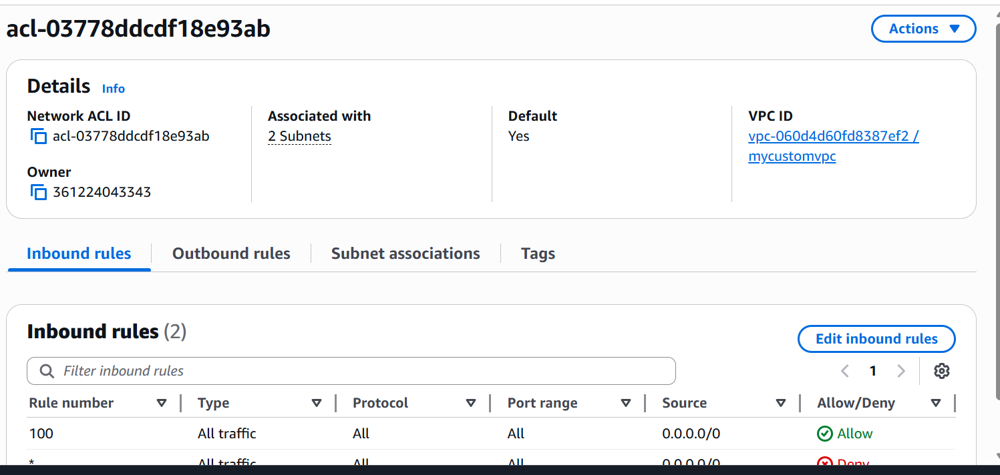 acl-03778ddcdf18e93ab
Actions
Details Info
Network ACL ID
acl-03778ddcdf18e93ab
Owner
361224043343
Associated with
2 Subnets
Default
Yes
VPC ID
vpc-060d4d60fd8387ef2 /
mycustomvpc
Inbound rules Outbound rules Subnet associations Tags
Inbound rules (2)
Edit inbound rules
Filter inbound rules
1
Rule number Type Protocol Port range Source Allow/Deny
100 All traffic All All 0.0.0.0/0 Allow
* All traffic All All 0.0.0.0/0 Deny